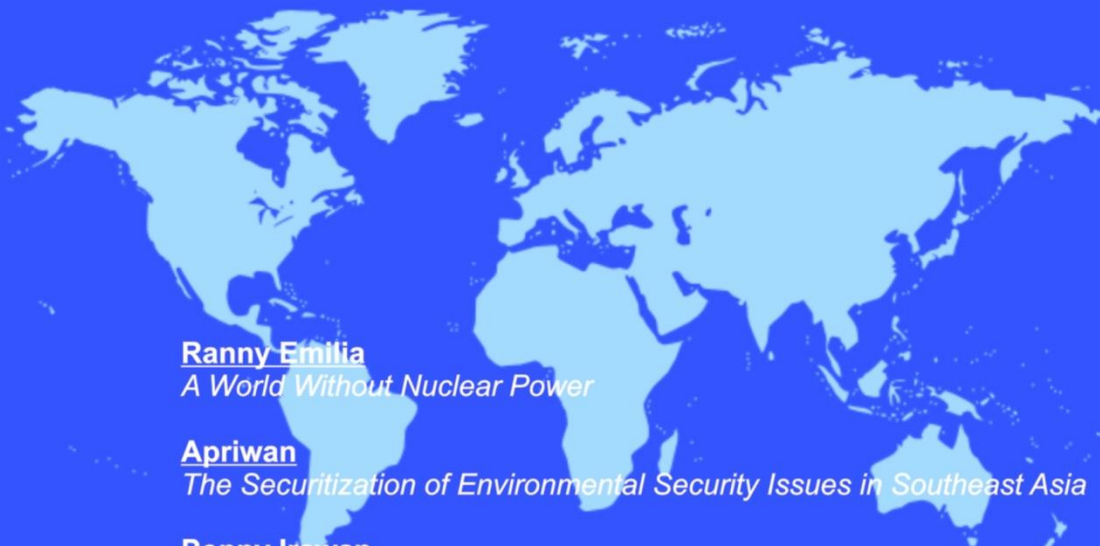 Ranny Emilia
A World Without Nuclear Power
Apriwan
The Securitization of Environmental Security Issues in Southeast Asia